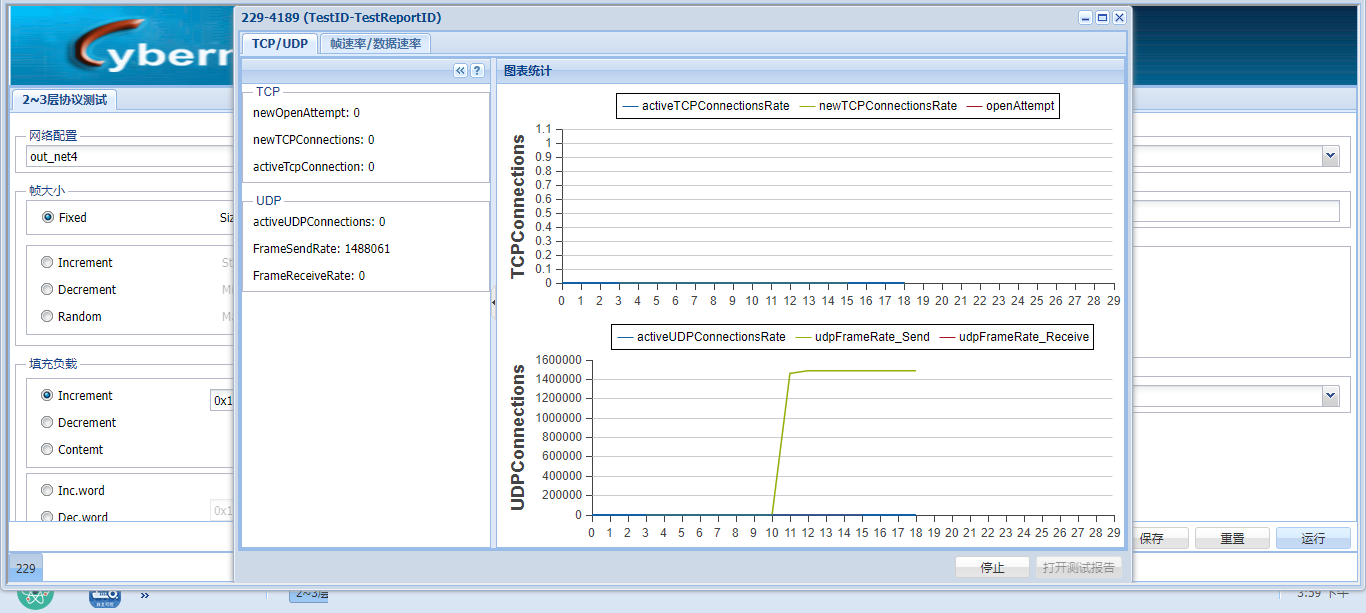 229-4189 (TestID-TestReportID)
TCP/UDP
帧速率/数据速率
2~3层协议测试
网络配置
out_net4
帧大小
Fixed
Increment
Decrement
Random
填充负载
Increment
0x1
Decrement
Contemt
Inc.word
Dec.word
0x1
229
?
TCP
newOpenAttempt: 0
newTCPConnections: 0
activeTcpConnection: 0
UDP
activeUDPConnections: 0
FrameSendRate: 1488061
FrameReceiveRate: 0
图表统计
activeTCPConnectionsRate newTCPConnectionsRate openAttempt
TCPConnections
1.1
1
0.9
0.8
0.7
0.6
0.5
0.4
0.3
0.2
0.1
0
0 1 2 3 4 5 6 7 8 9 10 11 12 13 14 15 16 17 18 19 20 21 22 23 24 25 26 27 28 29
activeUDPConnectionsRate udpFrameRate_Send udpFrameRate_Receive
UDPConnections
1600000
1400000
1200000
1000000
800000
600000
400000
200000
0
0 1 2 3 4 5 6 7 8 9 10 11 12 13 14 15 16 17 18 19 20 21 22 23 24 25 26 27 28 29
停止
打开测试报告
保存
重置
运行
2~3层
3:59 下午